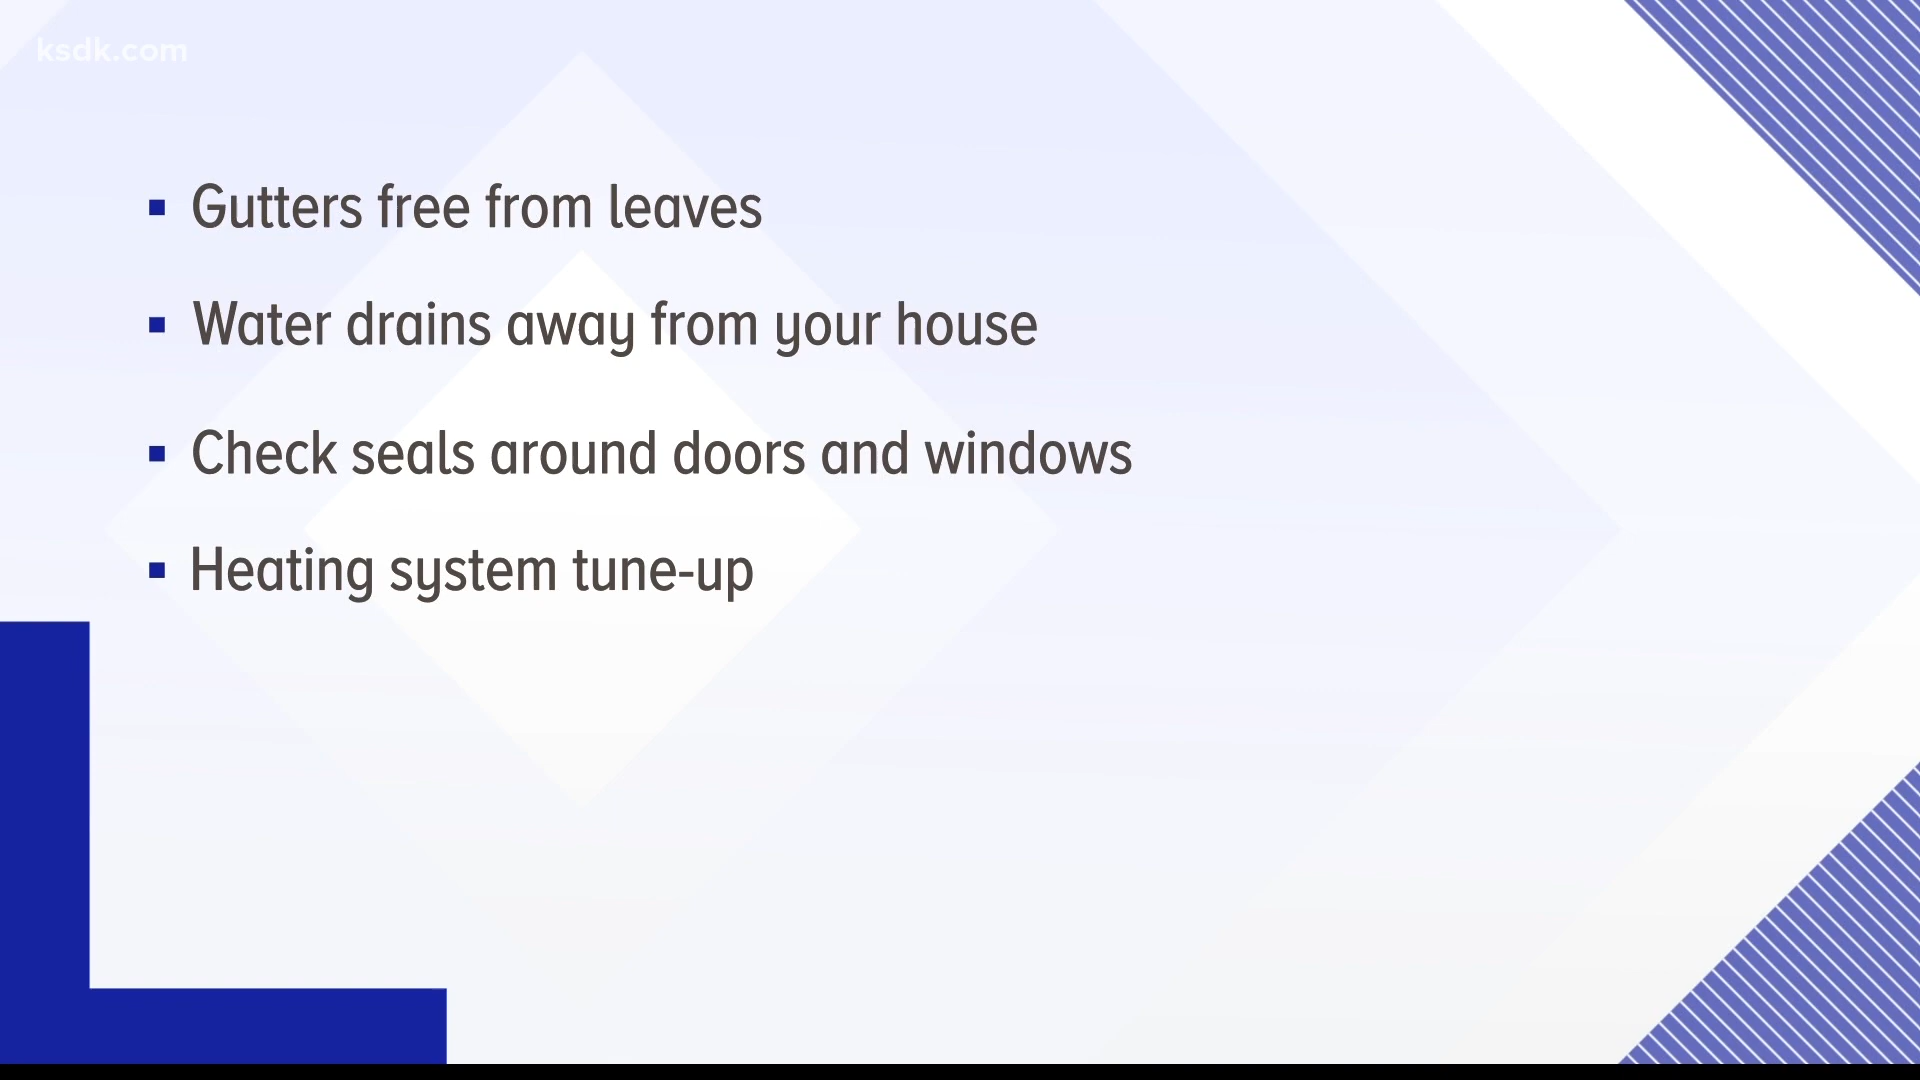 ksdk.com
Gutters free from leaves
Water drains away from your house
Check seals around doors and windows
Heating system tune-up